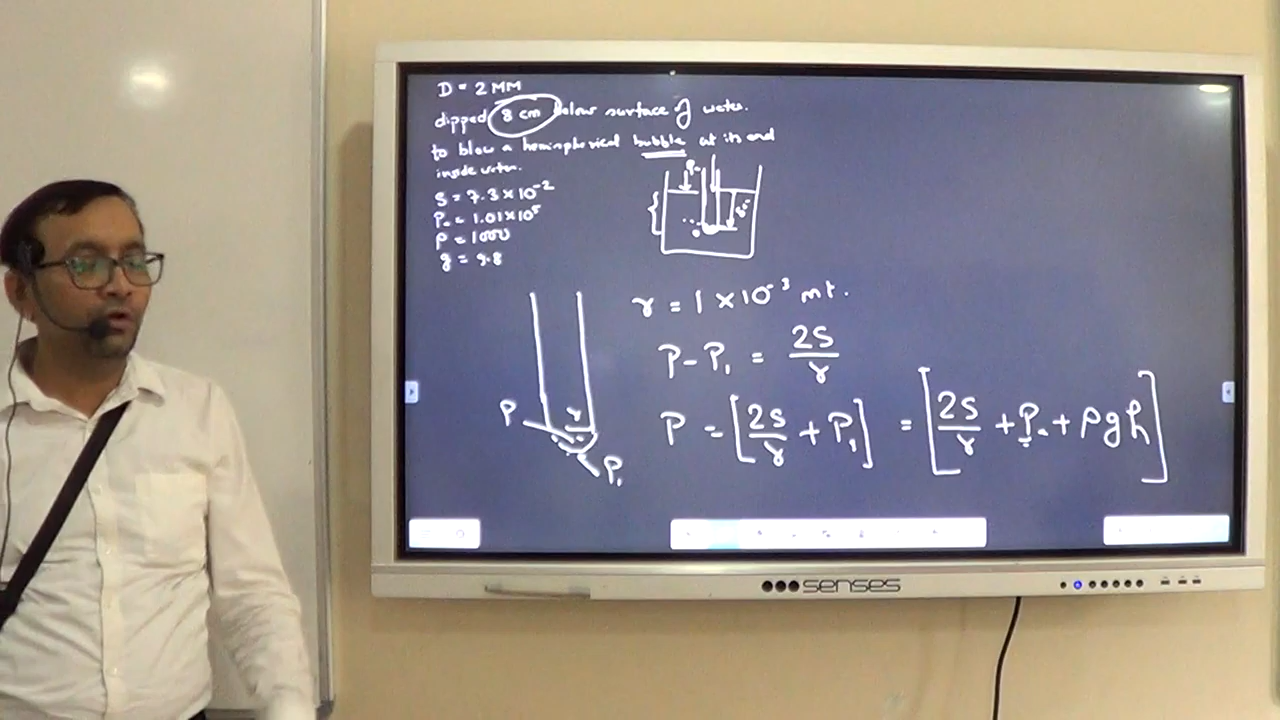 D = 2 MM
dipped 8 cm below surface of water.
to blow a hemispherical bubble at its end
inside water.
S = 7.3 × 10⁻²
P₀ = 1.01 × 10⁵
ρ = 1000
g = 9.8
r = 1 × 10⁻³ mt.
P - P₁ = 2S/r
P = [2S/r + P₁] = [2S/r + P₀ + ρgh]
r
P
P₁
senses